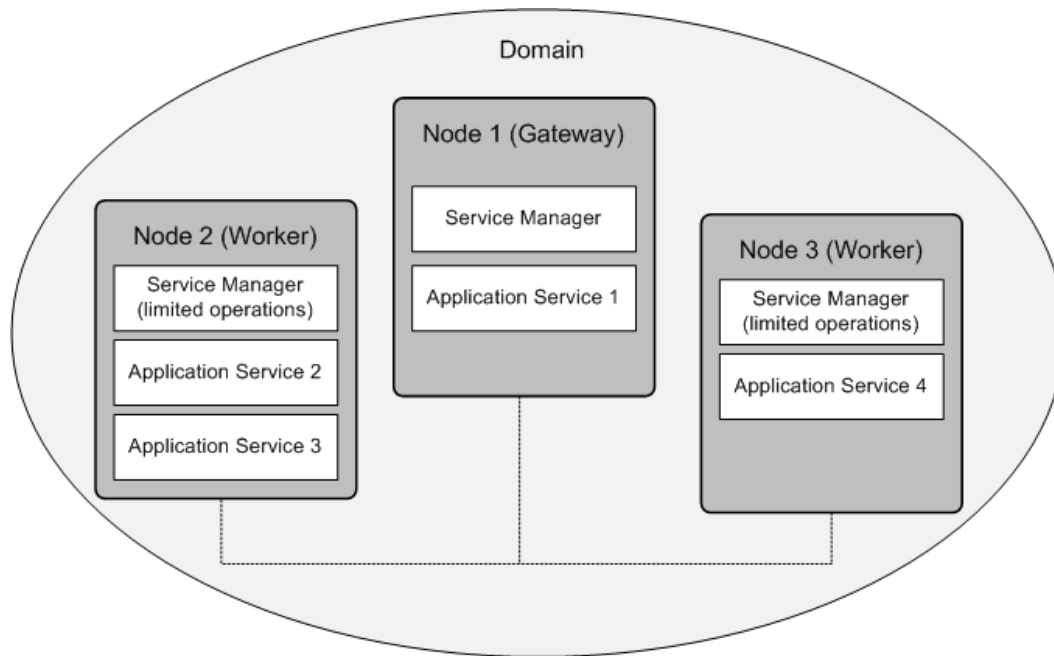 Domain
Node 1 (Gateway)
Service Manager
Application Service 1
Node 2 (Worker)
Service Manager
(limited operations)
Application Service 2
Application Service 3
Node 3 (Worker)
Service Manager
(limited operations)
Application Service 4